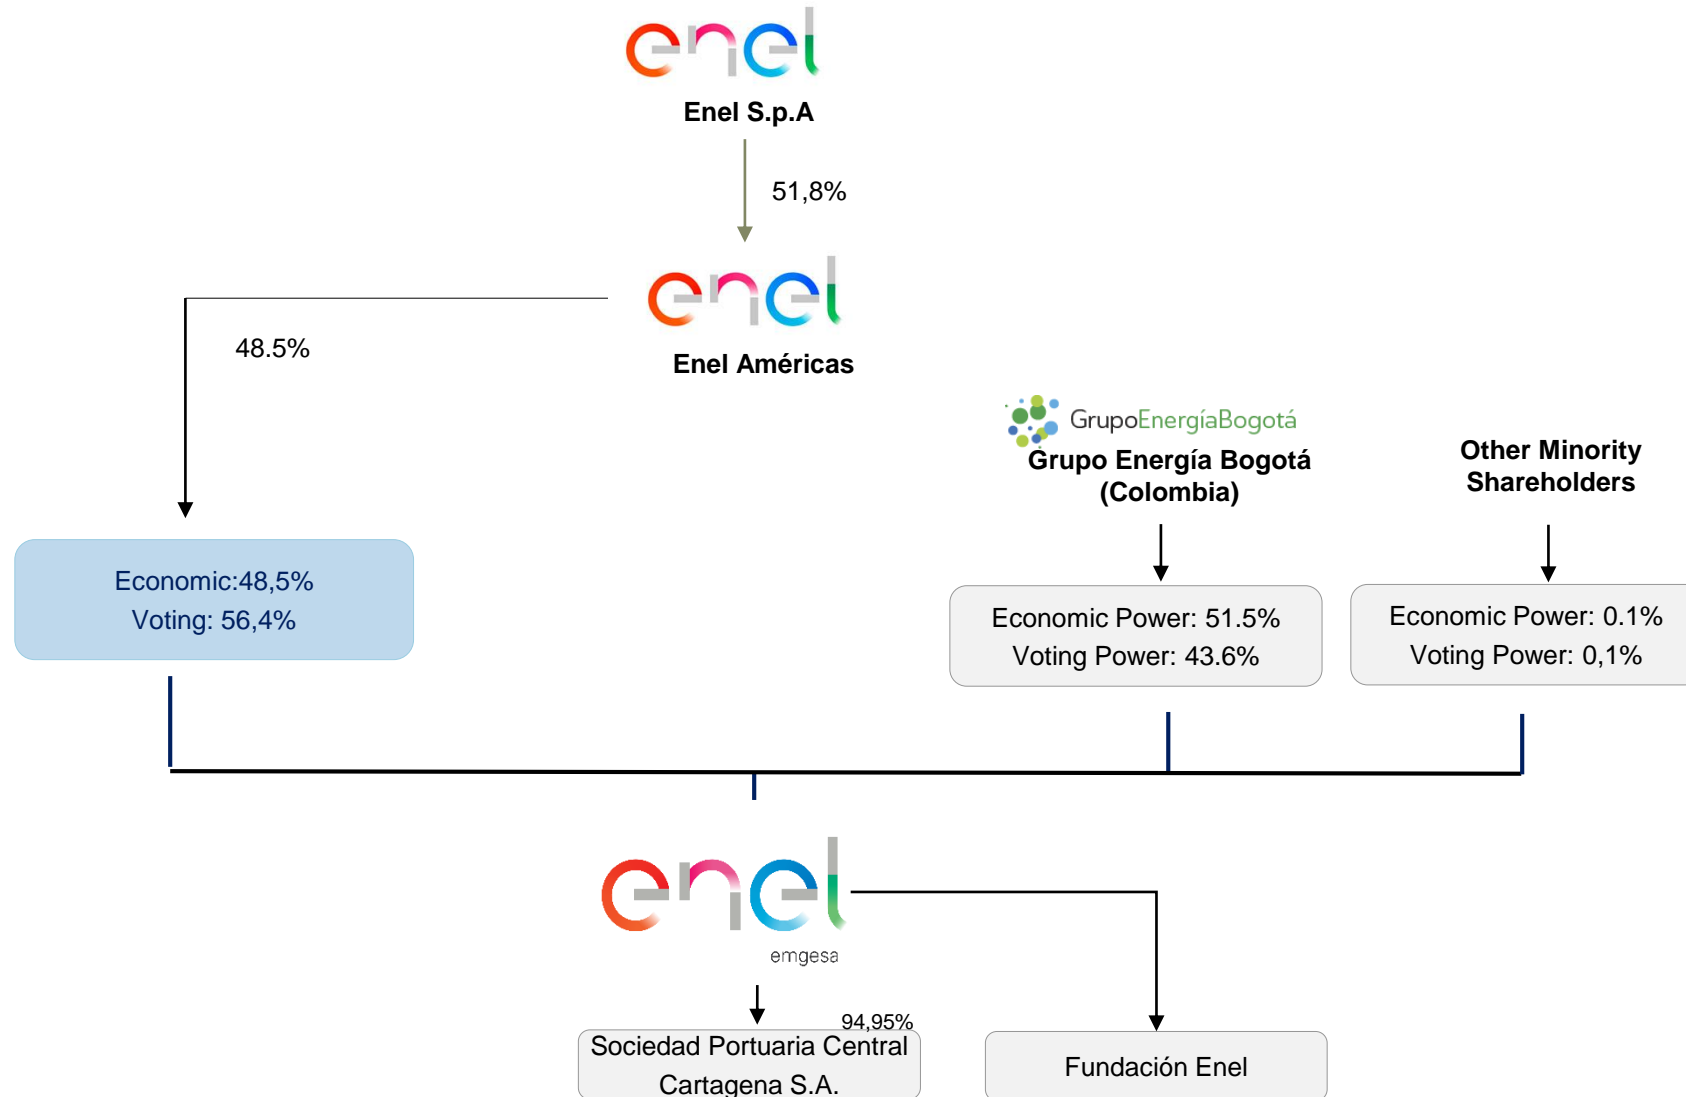 enel
Enel S.p.A
51,8%
enel
48.5%
Enel Américas
GrupoEnergíaBogotá
Grupo Energía Bogotá
(Colombia)
Other Minority
Shareholders
Economic:48,5%
Voting: 56,4%
Economic Power: 51.5%
Voting Power: 43.6%
Economic Power: 0.1%
Voting Power: 0,1%
enel
emgesa
94,95%
Sociedad Portuaria Central
Cartagena S.A.
Fundación Enel